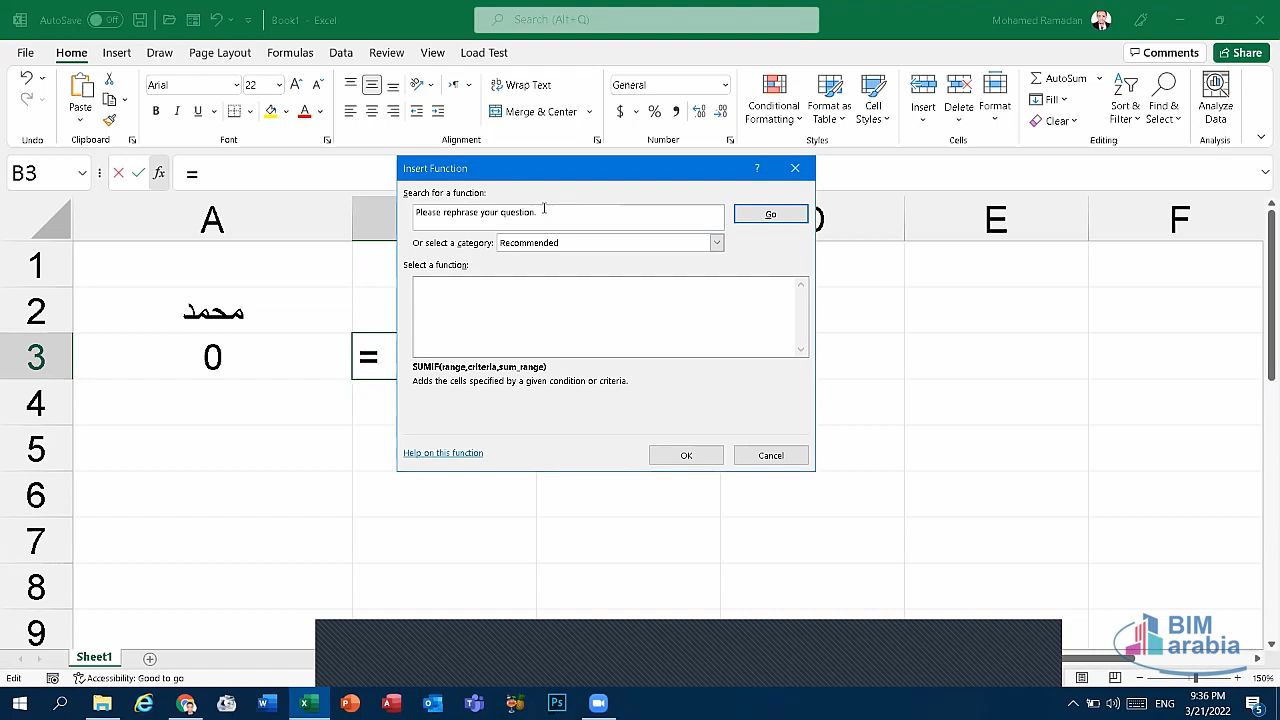 AutoSave Off Book1 - Excel Search (Alt+Q) Mohamed Ramadan
File Home Insert Draw Page Layout Formulas Data Review View Load Test Comments Share
Arial 22 Wrap Text General AutoSum
Paste Conditional Formatting Format as Table Cell Styles Insert Delete Format Fill Sort & Filter Find & Select Analyze Data
B I U Merge & Center $ % Clear
Undo Clipboard Font Alignment Number Styles Cells Editing Analysis
B3 fx =
Insert Function ?
Search for a function:
Please rephrase your question.
Go
Or select a category: Recommended
Select a function:
SUMIF(range,criteria,sum_range)
Adds the cells specified by a given condition or criteria.
Help on this function OK Cancel
A D E F
1
2 محمد
3 0 =
4
5
6
7
8
9
BIM
arabia
Sheet1
Edit Accessibility: Good to go 150%
ENG 9:36 PM
3/21/2022
5